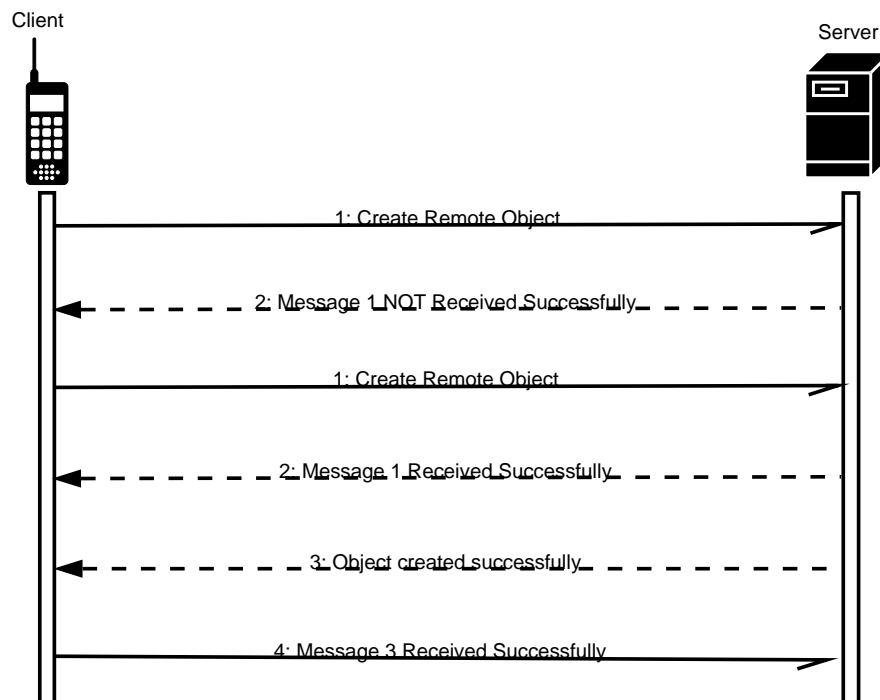 Client
Server
1: Create Remote Object
2: Message 1 NOT Received Successfully
1: Create Remote Object
2: Message 1 Received Successfully
3: Object created successfully
4: Message 3 Received Successfully